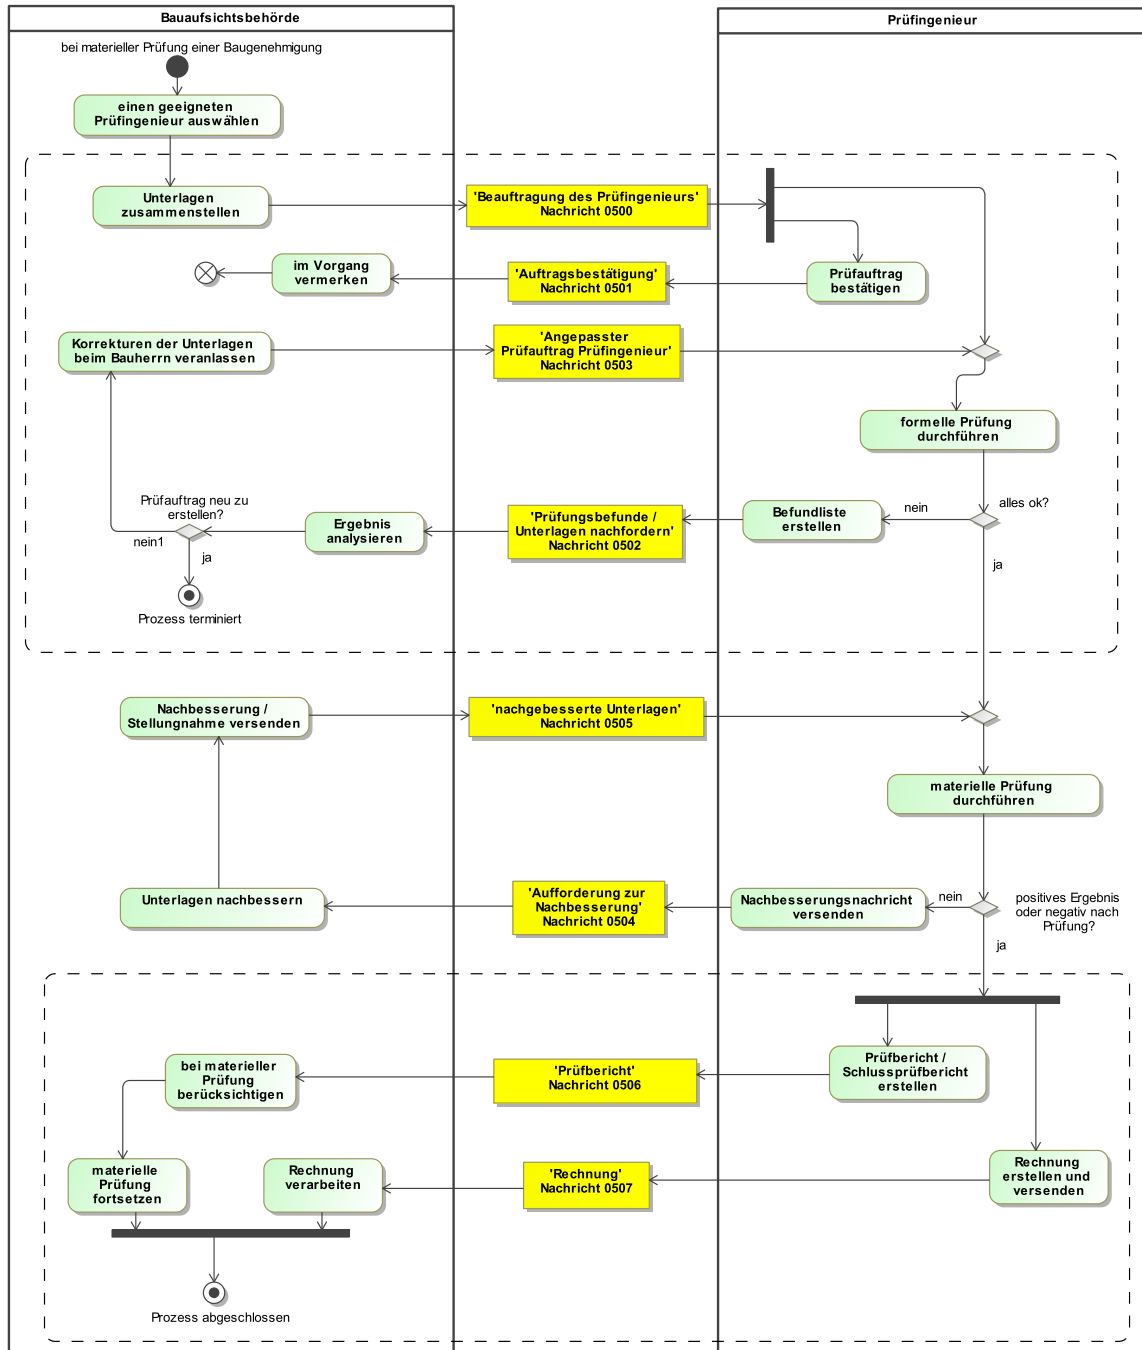 Bauaufsichtsbehörde
Prüfingenieur
bei materieller Prüfung einer Baugenehmigung
einen geeigneten
Prüfingenieur auswählen
Unterlagen
zusammenstellen
'Beauftragung des Prüfingenieurs'
Nachricht 0500
im Vorgang
vermerken
'Auftragsbestätigung'
Nachricht 0501
Prüfauftrag
bestätigen
Korrekturen der Unterlagen
beim Bauherrn veranlassen
'Angepasster
Prüfauftrag Prüfingenieur'
Nachricht 0503
formelle Prüfung
durchführen
Prüfauftrag neu zu
erstellen?
nein1
ja
Prozess terminiert
Ergebnis
analysieren
'Prüfungsbefunde /
Unterlagen nachfordern'
Nachricht 0502
Befundliste
erstellen
nein
alles ok?
ja
Nachbesserung /
Stellungnahme versenden
'nachgebesserte Unterlagen'
Nachricht 0505
materielle Prüfung
durchführen
Unterlagen nachbessern
'Aufforderung zur
Nachbesserung'
Nachricht 0504
Nachbesserungsnachricht
versenden
nein
positives Ergebnis
oder negativ nach
Prüfung?
ja
bei materieller
Prüfung
berücksichtigen
'Prüfbericht'
Nachricht 0506
Prüfbericht /
Schlussprüfbericht
erstellen
materielle
Prüfung
fortsetzen
Rechnung
verarbeiten
'Rechnung'
Nachricht 0507
Rechnung
erstellen und
versenden
Prozess abgeschlossen